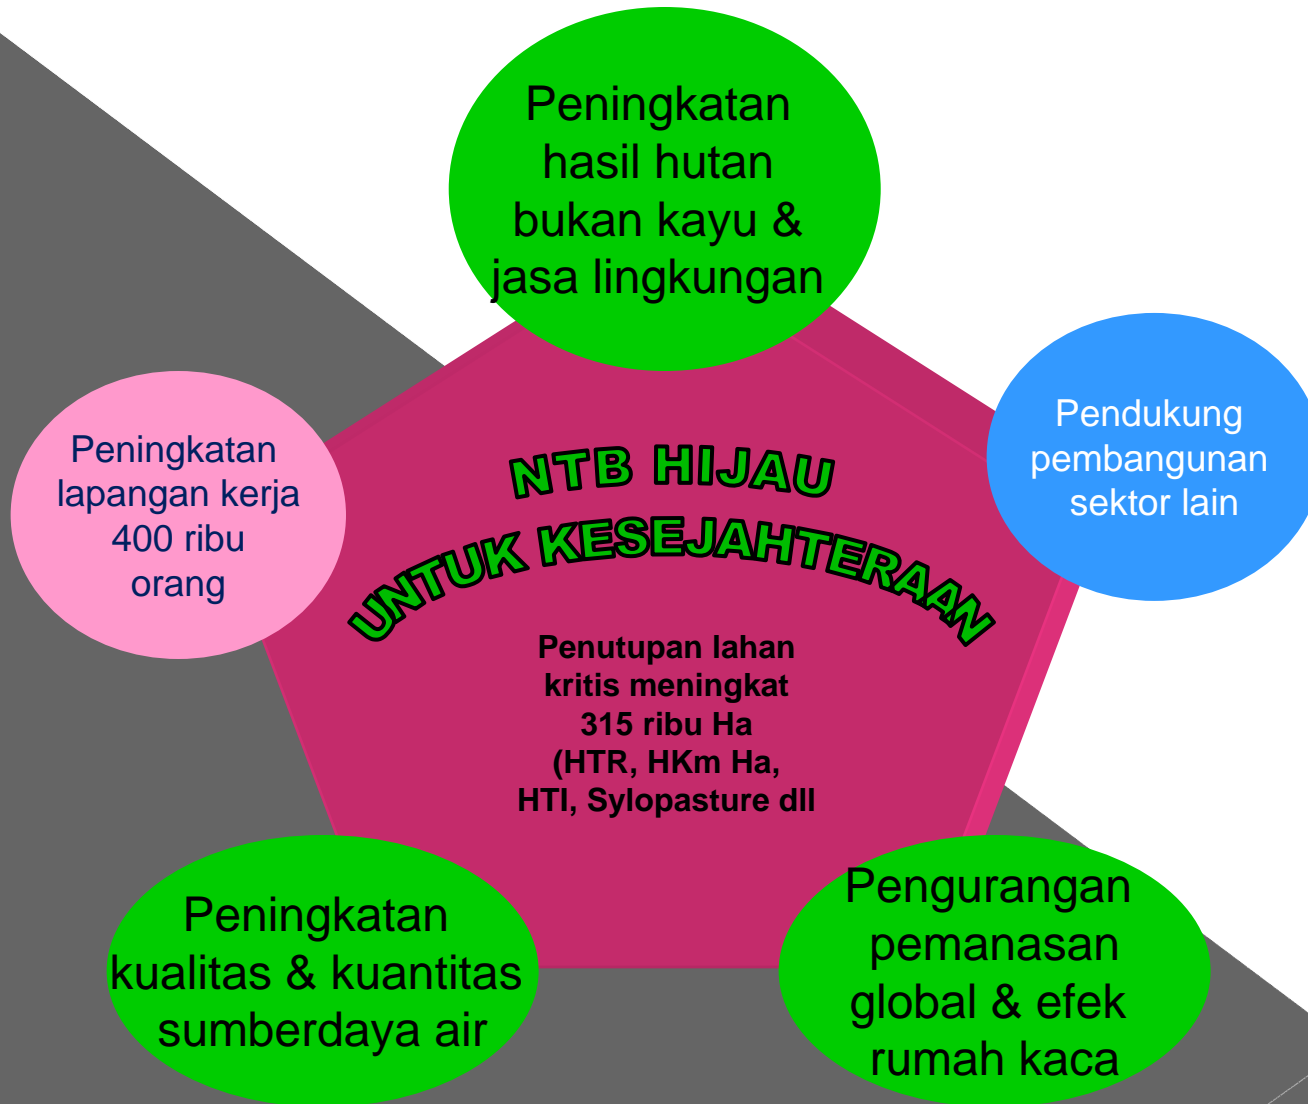 Peningkatan
hasil hutan
bukan kayu &
jasa lingkungan
Pendukung
pembangunan
sektor lain
Peningkatan
lapangan kerja
400 ribu
orang
NTB HIJAU
UNTUK KESEJAHTERAAN
Penutupan lahan
kritis meningkat
315 ribu Ha
(HTR, HKm Ha,
HTI, Sylopasture dll
Peningkatan
kualitas & kuantitas
sumberdaya air
Pengurangan
pemanasan
global & efek
rumah kaca